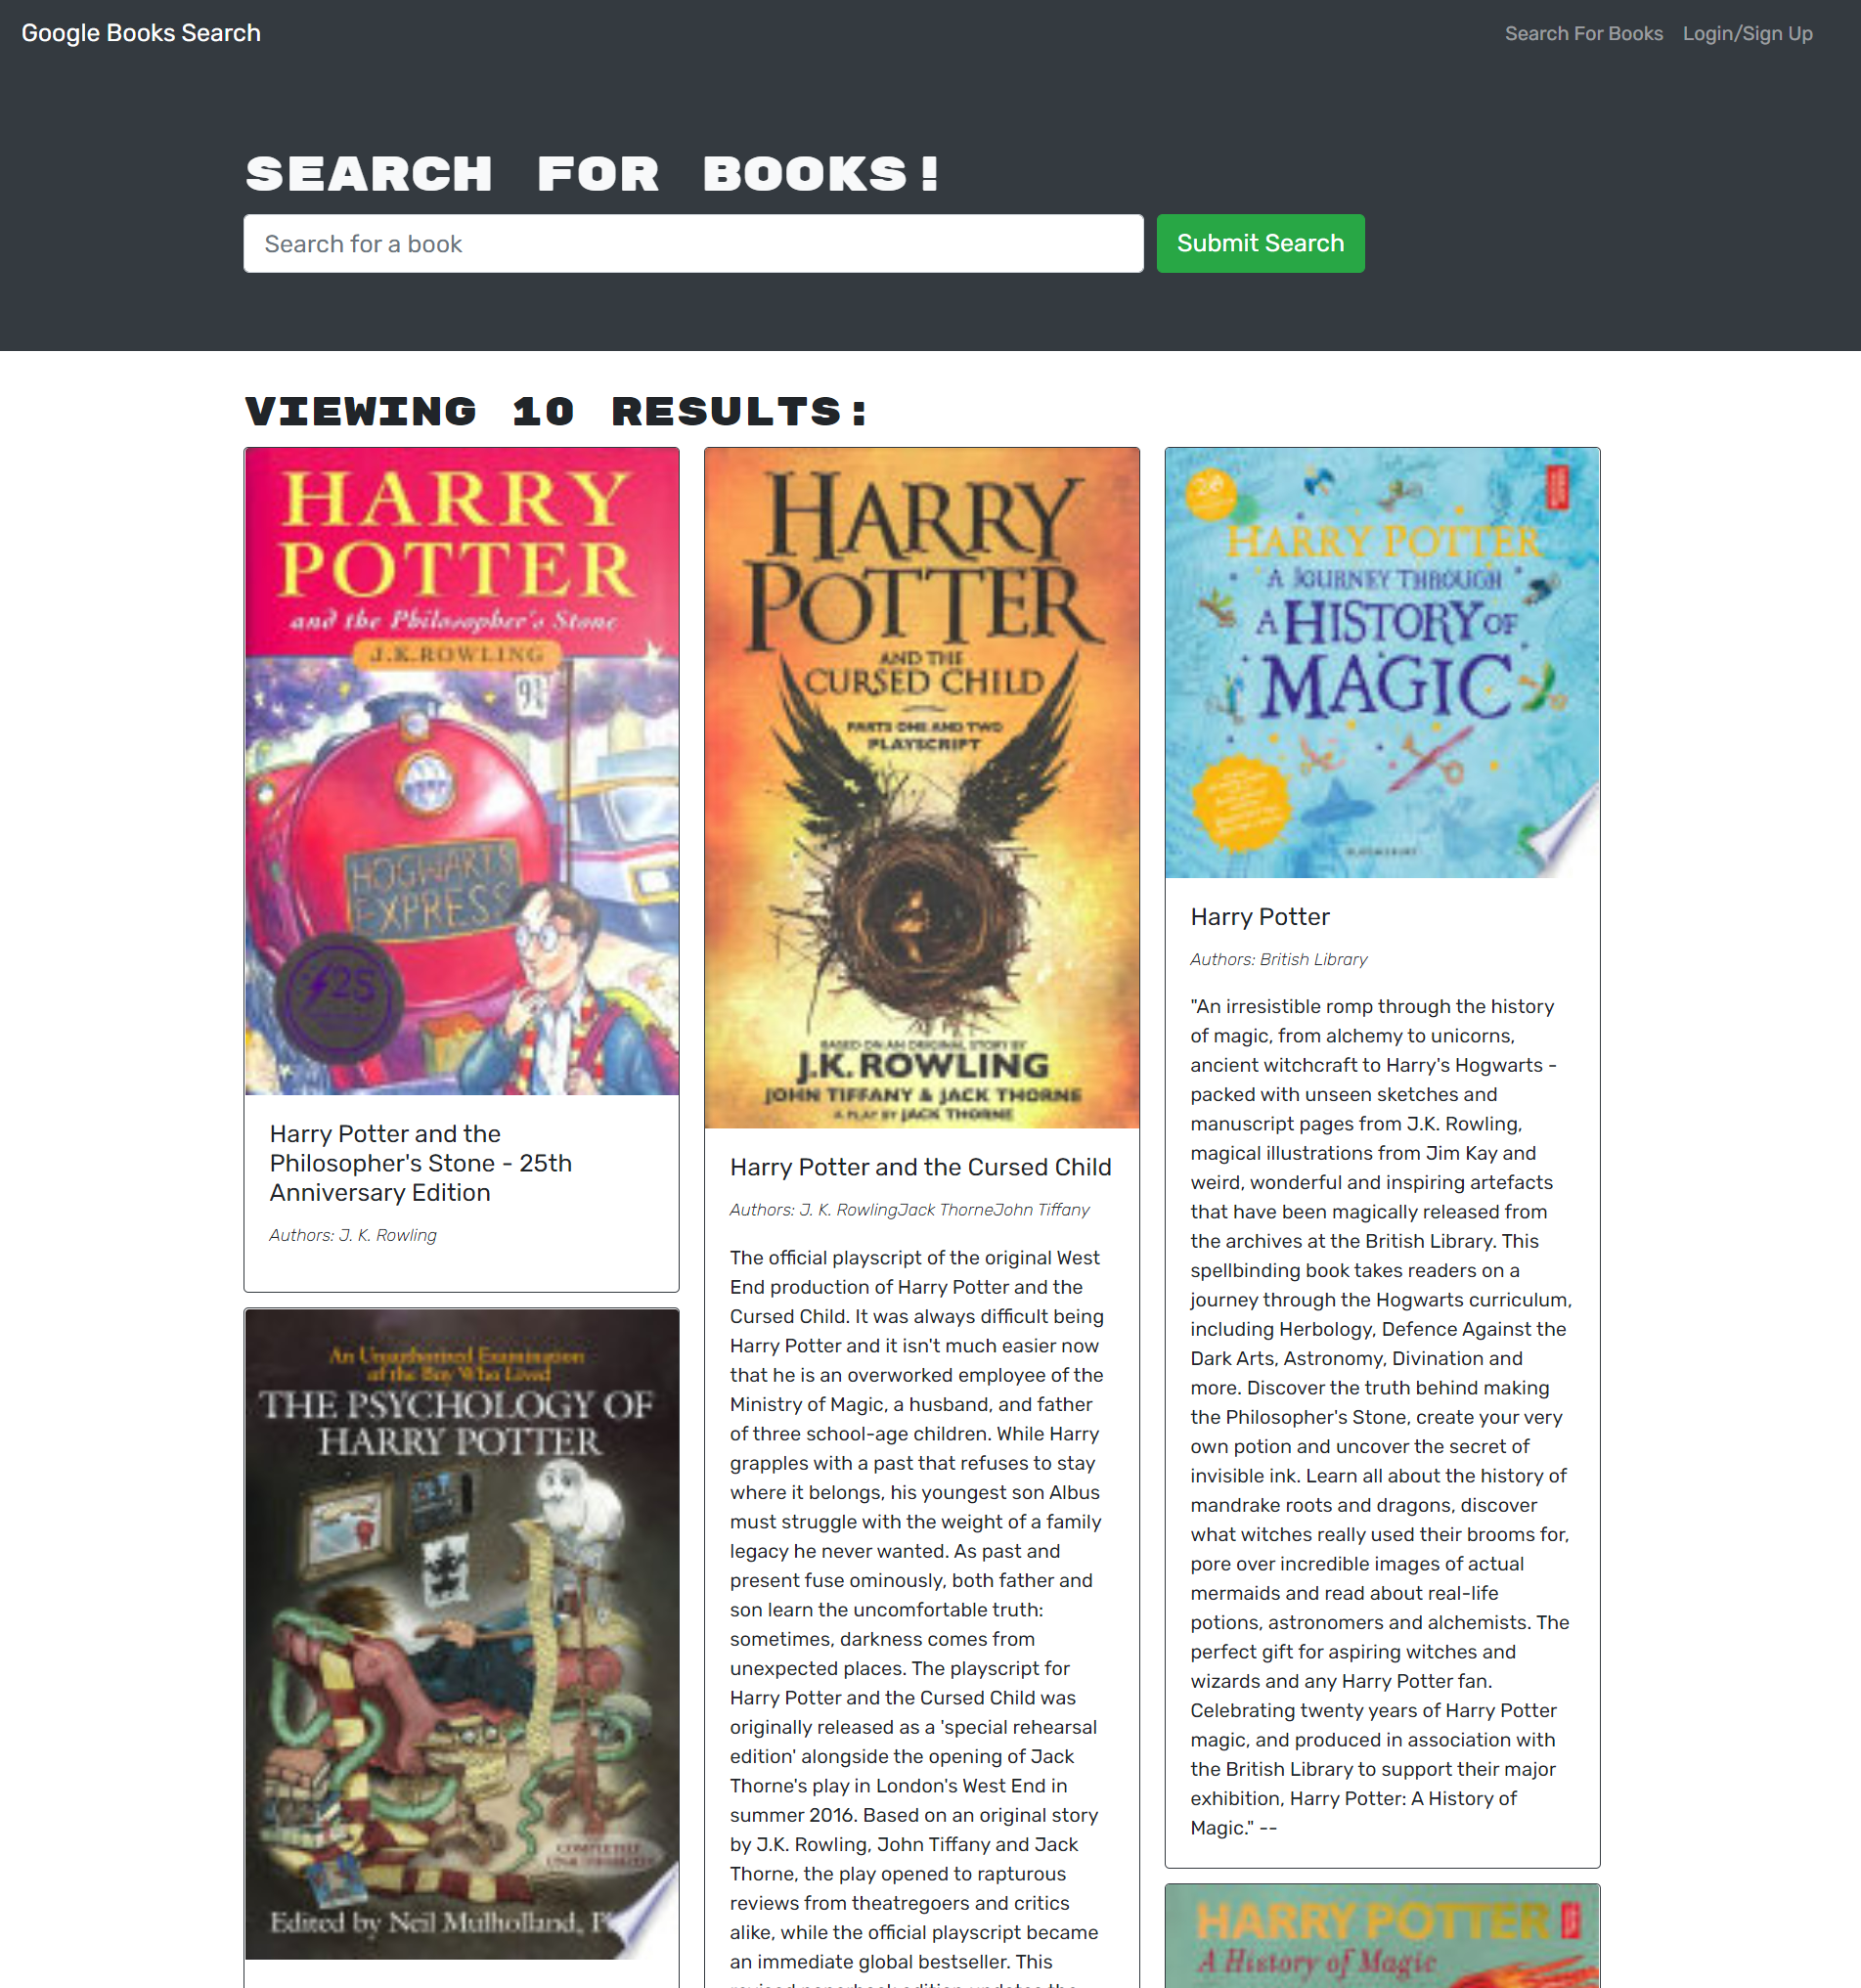 Google Books Search
Search For Books
Login/Sign Up
SEARCH FOR BOOKS!
Search for a book
Submit Search
VIEWING 10 RESULTS:
HARRY
POTTER
and the Philosopher's Stone
J.K.ROWLING
9¾
HOGWARTS
EXPRESS
25
Harry Potter and the
Philosopher's Stone - 25th
Anniversary Edition
Authors: J. K. Rowling
An Unauthorized Examination
of the Boy Who Lived
THE PSYCHOLOGY OF
HARRY POTTER
COMPLETELY
Edited by Neil Mulholland,
HARRY
POTTER
AND THE
CURSED CHILD
PARTS ONE AND TWO
PLAYSCRIPT
BASED ON AN ORIGINAL STORY BY
J.K. ROWLING
JOHN TIFFANY & JACK THORNE
A PLAY BY JACK THORNE
Harry Potter and the Cursed Child
Authors: J. K. RowlingJack ThorneJohn Tiffany
The official playscript of the original West
End production of Harry Potter and the
Cursed Child. It was always difficult being
Harry Potter and it isn't much easier now
that he is an overworked employee of the
Ministry of Magic, a husband, and father
of three school-age children. While Harry
grapples with a past that refuses to stay
where it belongs, his youngest son Albus
must struggle with the weight of a family
legacy he never wanted. As past and
present fuse ominously, both father and
son learn the uncomfortable truth:
sometimes, darkness comes from
unexpected places. The playscript for
Harry Potter and the Cursed Child was
originally released as a 'special rehearsal
edition' alongside the opening of Jack
Thorne's play in London's West End in
summer 2016. Based on an original story
by J.K. Rowling, John Tiffany and Jack
Thorne, the play opened to rapturous
reviews from theatregoers and critics
alike, while the official playscript became
an immediate global bestseller. This
revised paperback edition updates the
20
HARRY POTTER
A JOURNEY THROUGH
A HISTORY OF
MAGIC
BLOOMSBURY
Harry Potter
Authors: British Library
"An irresistible romp through the history
of magic, from alchemy to unicorns,
ancient witchcraft to Harry's Hogwarts -
packed with unseen sketches and
manuscript pages from J.K. Rowling,
magical illustrations from Jim Kay and
weird, wonderful and inspiring artefacts
that have been magically released from
the archives at the British Library. This
spellbinding book takes readers on a
journey through the Hogwarts curriculum,
including Herbology, Defence Against the
Dark Arts, Astronomy, Divination and
more. Discover the truth behind making
the Philosopher's Stone, create your very
own potion and uncover the secret of
invisible ink. Learn all about the history of
mandrake roots and dragons, discover
what witches really used their brooms for,
pore over incredible images of actual
mermaids and read about real-life
potions, astronomers and alchemists. The
perfect gift for aspiring witches and
wizards and any Harry Potter fan.
Celebrating twenty years of Harry Potter
magic, and produced in association with
the British Library to support their major
exhibition, Harry Potter: A History of
Magic." --
HARRY POTTER
A History of Magic